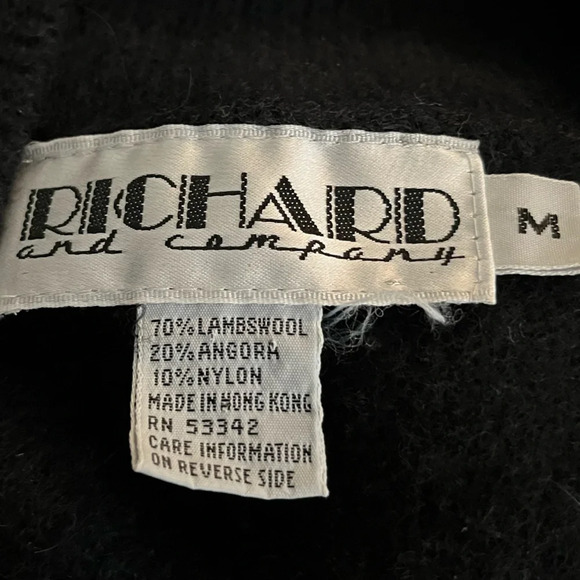 RICHARD
and company
M
70% LAMBSWOOL
20% ANGORA
10% NYLON
MADE IN HONG KONG
RN 53342
CARE INFORMATION
ON REVERSE SIDE